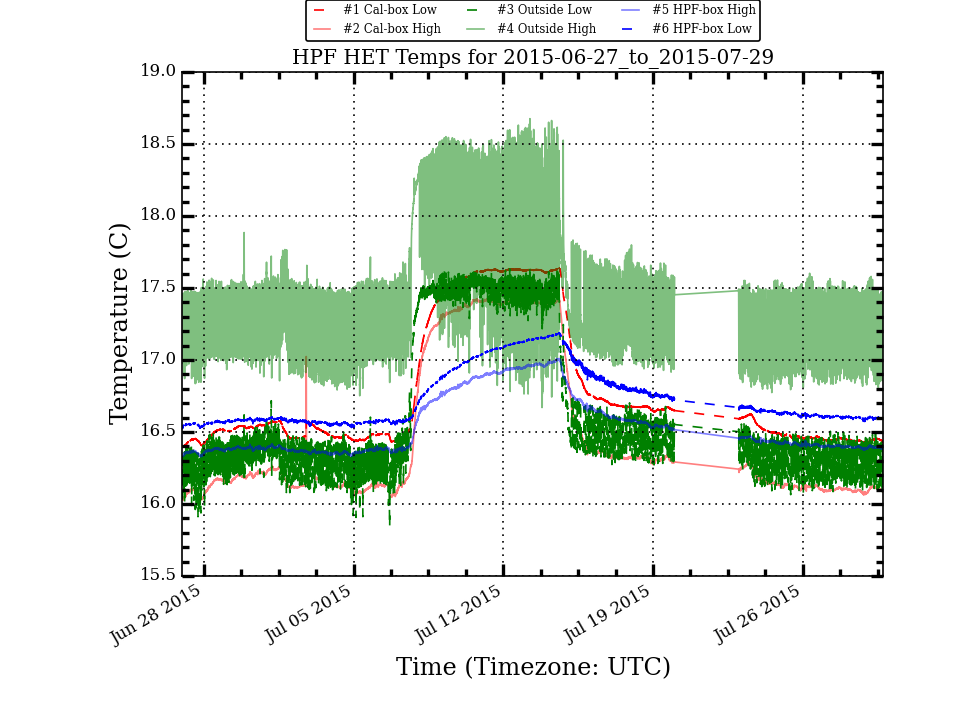 #1 Cal-box Low #3 Outside Low #5 HPF-box High
#2 Cal-box High #4 Outside High #6 HPF-box Low
HPF HET Temps for 2015-06-27_to_2015-07-29
19.0
18.5
18.0
17.5
17.0
16.5
16.0
15.5
Temperature (C)
Jun 28 2015 Jul 05 2015 Jul 12 2015 Jul 19 2015 Jul 26 2015
Time (Timezone: UTC)